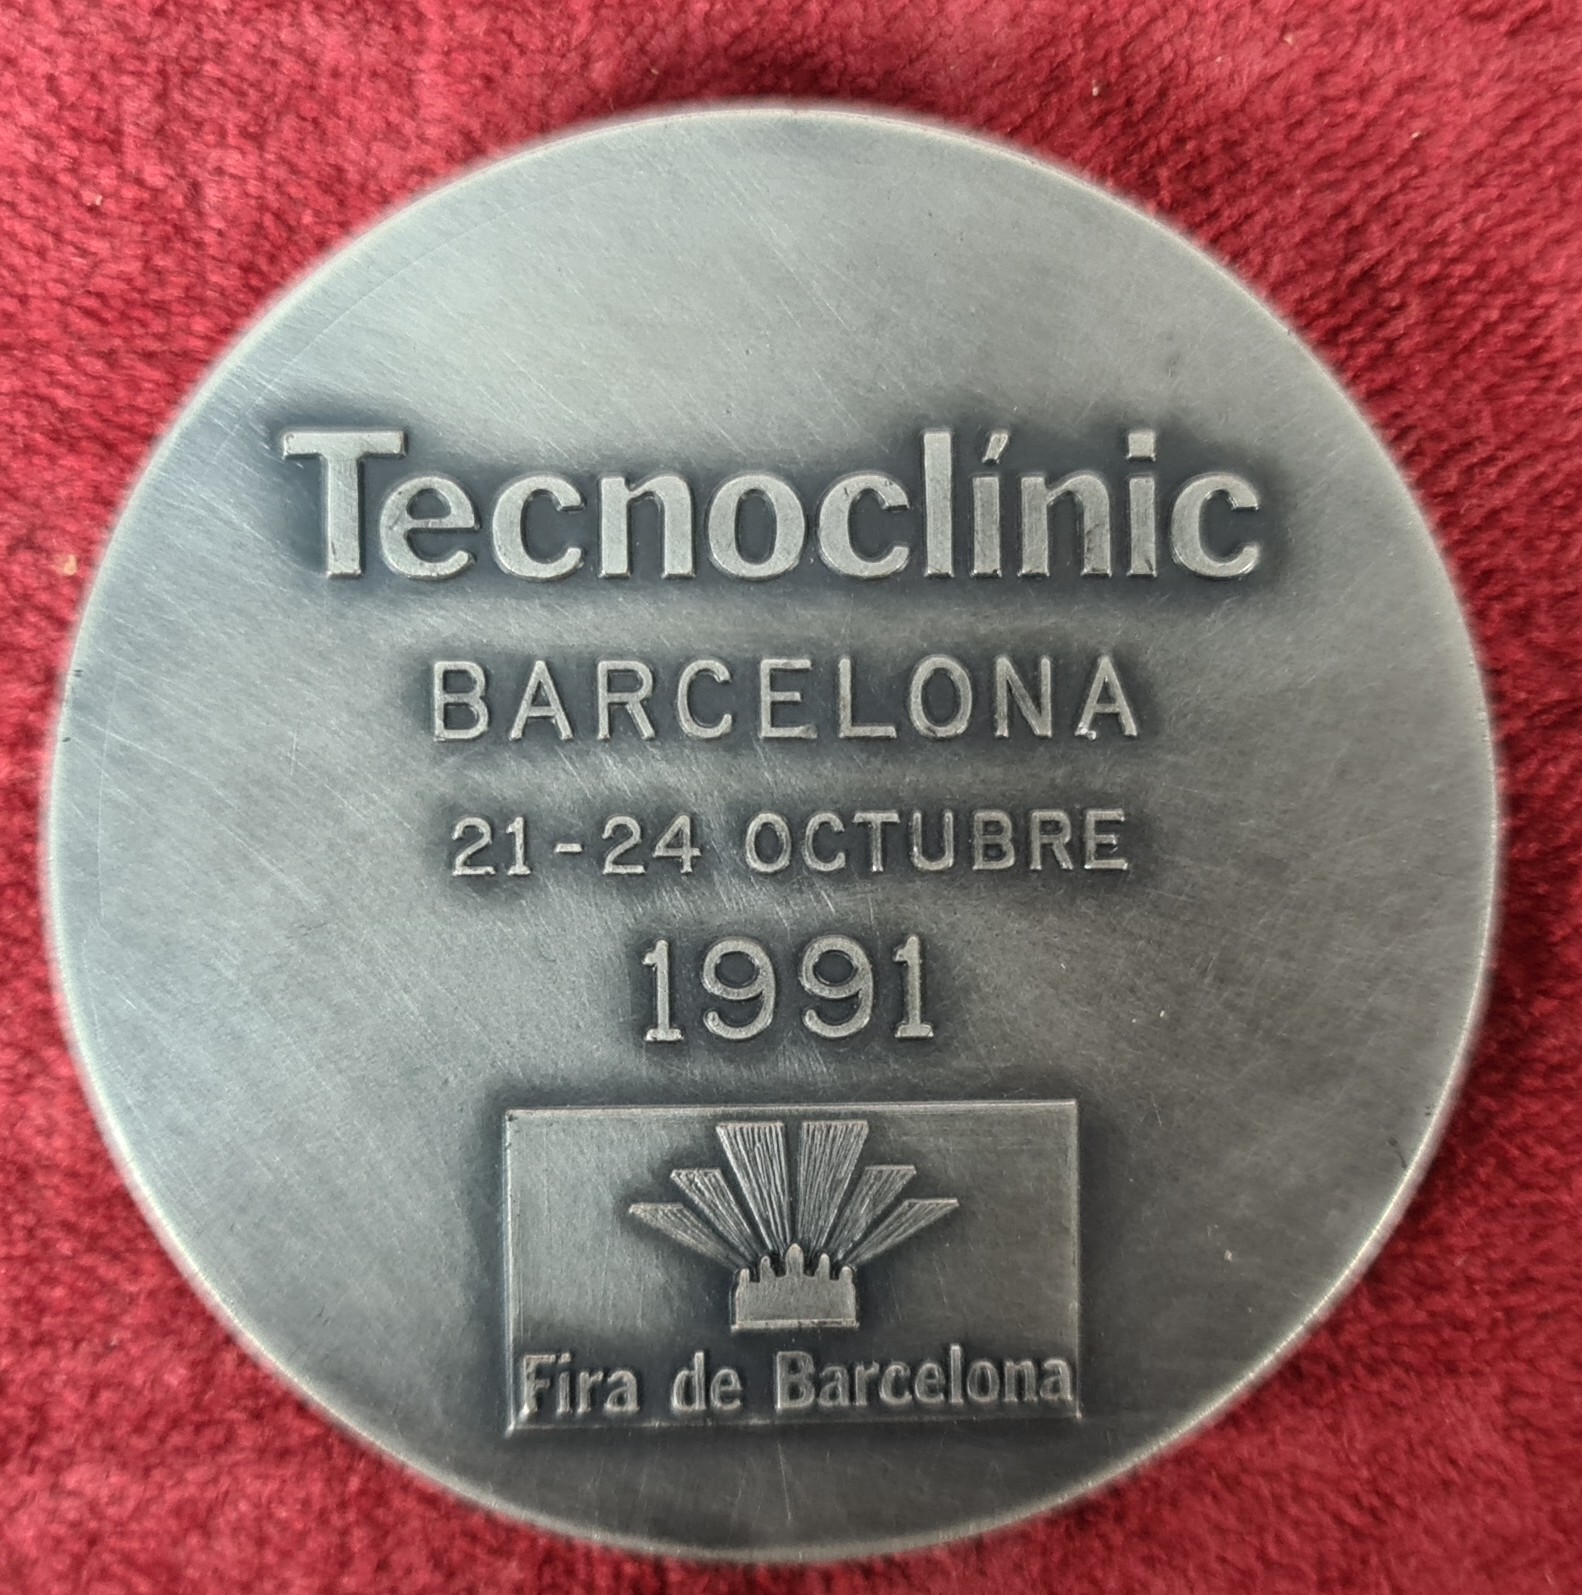 Tecnoclínic
BARCELONA
21-24 OCTUBRE
1991
Fira de Barcelona